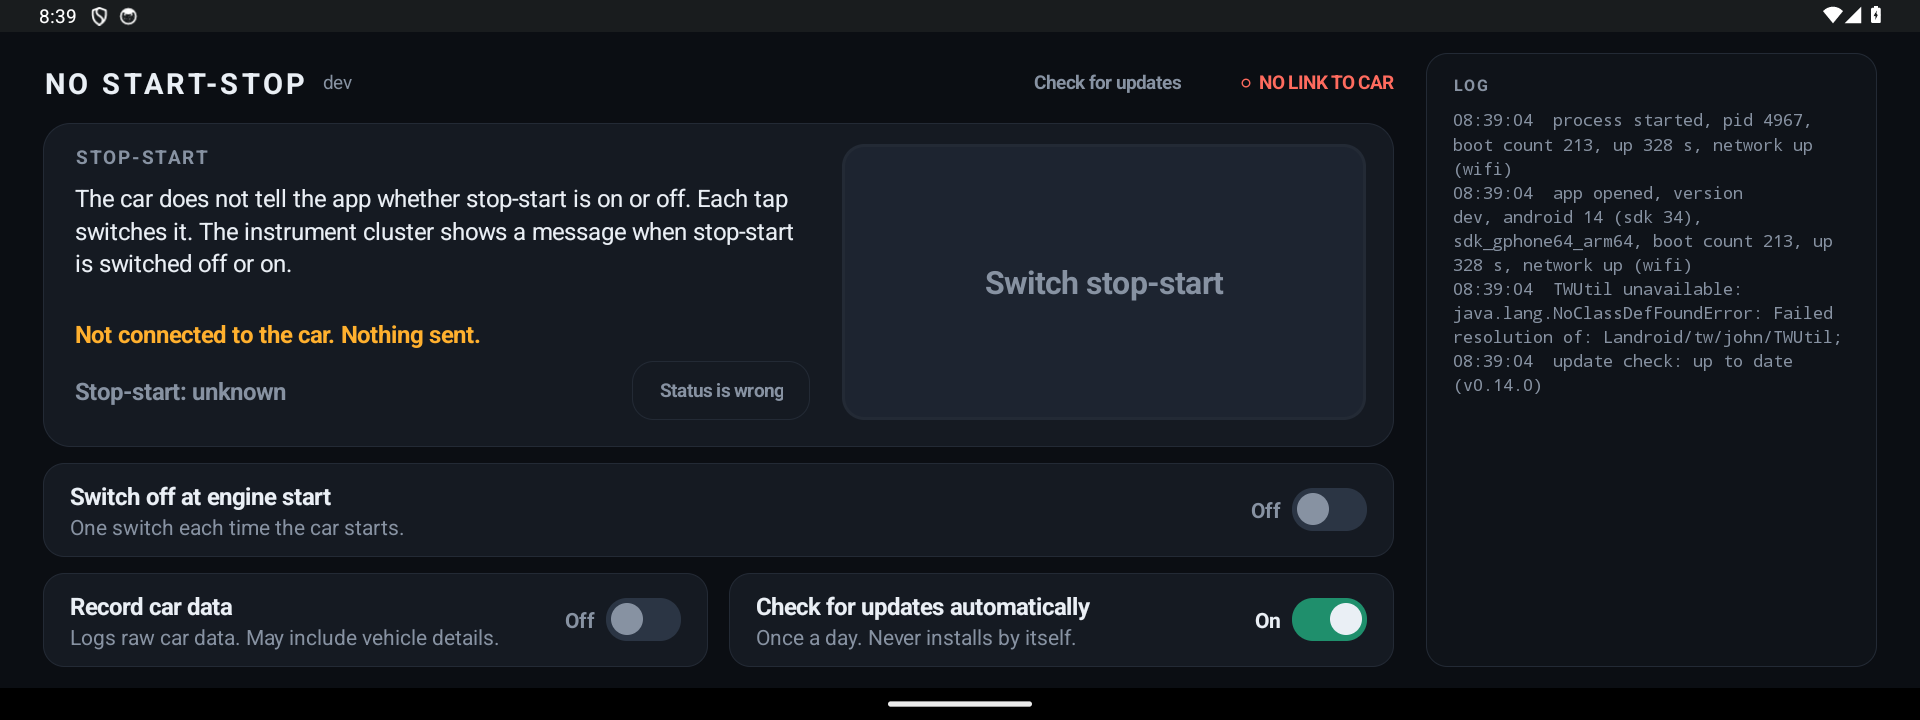 8:39
NO START-STOP dev
Check for updates
NO LINK TO CAR
STOP-START
The car does not tell the app whether stop-start is on or off. Each tap
switches it. The instrument cluster shows a message when stop-start
is switched off or on.
Not connected to the car. Nothing sent.
Stop-start: unknown
Status is wrong
Switch stop-start
Switch off at engine start
One switch each time the car starts.
Off
Record car data
Logs raw car data. May include vehicle details.
Off
Check for updates automatically
Once a day. Never installs by itself.
On
LOG
08:39:04  process started, pid 4967,
boot count 213, up 328 s, network up
(wifi)
08:39:04  app opened, version
dev, android 14 (sdk 34),
sdk_gphone64_arm64, boot count 213, up
328 s, network up (wifi)
08:39:04  TWUtil unavailable:
java.lang.NoClassDefFoundError: Failed
resolution of: Landroid/tw/john/TWUtil;
08:39:04  update check: up to date
(v0.14.0)